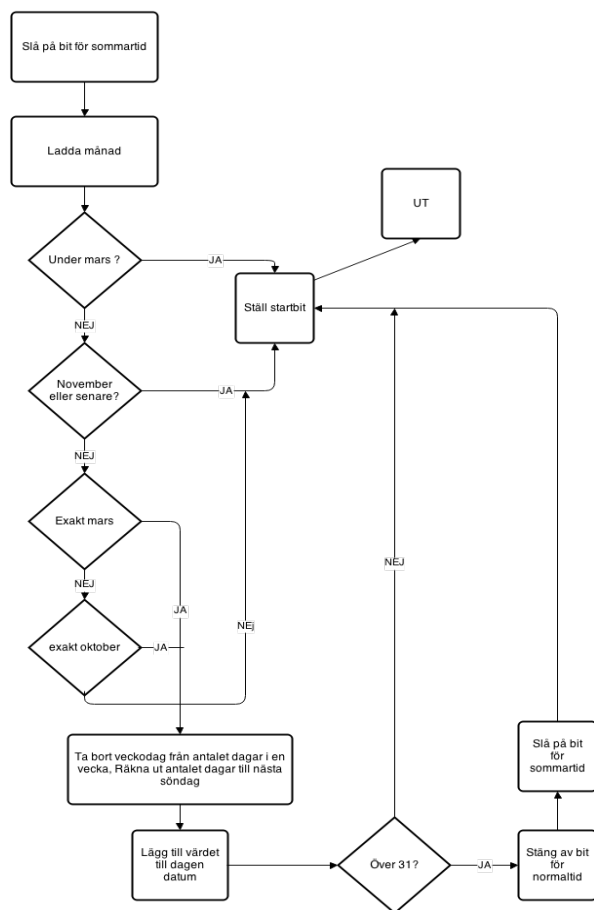 Slå på bit för sommartid
Ladda månad
UT
Under mars ?
JA
Ställ startbit
NEJ
November
eller senare?
JA
NEJ
Exakt mars
NEJ
NEJ
JA
NEj
exakt oktober
JA
Ta bort veckodag från antalet dagar i en
vecka, Räkna ut antalet dagar till nästa
söndag
Slå på bit
för
sommartid
Lägg till värdet
till dagen
datum
Över 31?
JA
Stäng av bit
för
normaltid